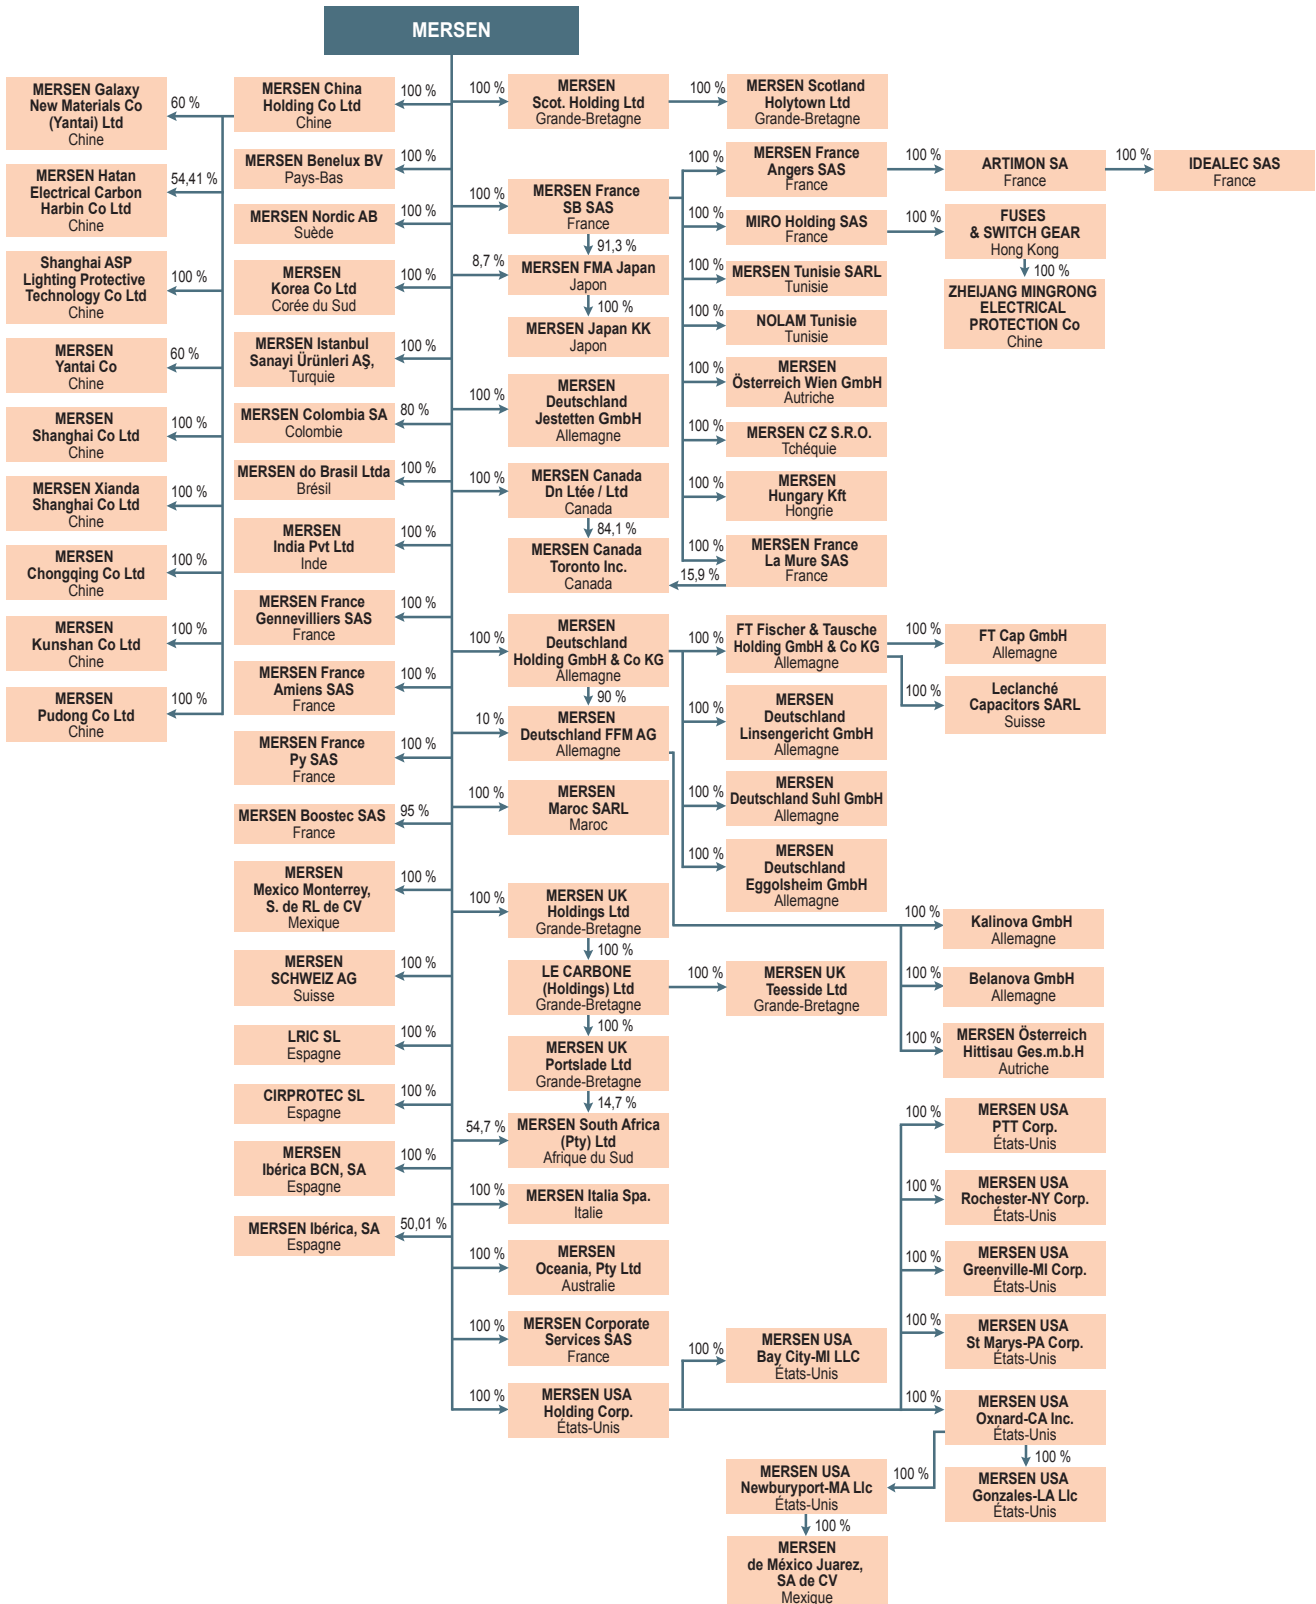 MERSEN
MERSEN Galaxy
New Materials Co
(Yantai) Ltd
Chine
60 %
MERSEN Hatan
Electrical Carbon
Harbin Co Ltd
Chine
54,41 %
Shanghai ASP
Lighting Protective
Technology Co Ltd
Chine
100 %
MERSEN
Yantai Co
Chine
60 %
MERSEN
Shanghai Co Ltd
Chine
100 %
MERSEN Xianda
Shanghai Co Ltd
Chine
100 %
MERSEN
Chongqing Co Ltd
Chine
100 %
MERSEN
Kunshan Co Ltd
Chine
100 %
MERSEN
Pudong Co Ltd
Chine
100 %
MERSEN China
Holding Co Ltd
Chine
100 %
MERSEN Benelux BV
Pays-Bas
100 %
MERSEN Nordic AB
Suède
100 %
MERSEN
Korea Co Ltd
Corée du Sud
100 %
MERSEN Istanbul
Sanayi Ürünleri AŞ,
Turquie
100 %
MERSEN Colombia SA
Colombie
80 %
MERSEN do Brasil Ltda
Brésil
100 %
MERSEN
India Pvt Ltd
Inde
100 %
MERSEN France
Gennevilliers SAS
France
100 %
MERSEN France
Amiens SAS
France
100 %
MERSEN France
Py SAS
France
100 %
MERSEN Boostec SAS
France
95 %
MERSEN
Mexico Monterrey,
S. de RL de CV
Mexique
100 %
MERSEN
SCHWEIZ AG
Suisse
100 %
LRIC SL
Espagne
100 %
CIRPROTEC SL
Espagne
100 %
MERSEN
Ibérica BCN, SA
Espagne
100 %
MERSEN Ibérica, SA
Espagne
50,01 %
100 %
MERSEN
Scot. Holding Ltd
Grande-Bretagne
100 %
MERSEN Scotland
Holytown Ltd
Grande-Bretagne
100 %
MERSEN France
SB SAS
France
91,3 %
8,7 %
MERSEN FMA Japan
Japon
100 %
MERSEN Japan KK
Japon
100 %
MERSEN
Deutschland
Jestetten GmbH
Allemagne
100 %
MERSEN Canada
Dn Ltée / Ltd
Canada
84,1 %
MERSEN Canada
Toronto Inc.
Canada
15,9 %
100 %
MERSEN
Deutschland
Holding GmbH & Co KG
Allemagne
90 %
10 %
MERSEN
Deutschland FFM AG
Allemagne
100 %
MERSEN
Maroc SARL
Maroc
100 %
MERSEN UK
Holdings Ltd
Grande-Bretagne
100 %
LE CARBONE
(Holdings) Ltd
Grande-Bretagne
100 %
MERSEN UK
Teesside Ltd
Grande-Bretagne
100 %
MERSEN UK
Portslade Ltd
Grande-Bretagne
14,7 %
54,7 %
MERSEN South Africa
(Pty) Ltd
Afrique du Sud
100 %
MERSEN Italia Spa.
Italie
100 %
MERSEN
Oceania, Pty Ltd
Australie
100 %
MERSEN Corporate
Services SAS
France
100 %
MERSEN USA
Holding Corp.
États-Unis
100 %
MERSEN France
Angers SAS
France
100 %
ARTIMON SA
France
100 %
IDEALEC SAS
France
100 %
MIRO Holding SAS
France
100 %
FUSES
& SWITCH GEAR
Hong Kong
100 %
ZHEIJANG MINGRONG
ELECTRICAL
PROTECTION Co
Chine
100 %
MERSEN Tunisie SARL
Tunisie
100 %
NOLAM Tunisie
Tunisie
100 %
MERSEN
Österreich Wien GmbH
Autriche
100 %
MERSEN CZ S.R.O.
Tchéquie
100 %
MERSEN
Hungary Kft
Hongrie
100 %
MERSEN France
La Mure SAS
France
100 %
FT Fischer & Tausche
Holding GmbH & Co KG
Allemagne
100 %
FT Cap GmbH
Allemagne
100 %
Leclanché
Capacitors SARL
Suisse
100 %
MERSEN
Deutschland
Linsengericht GmbH
Allemagne
100 %
MERSEN
Deutschland Suhl GmbH
Allemagne
100 %
MERSEN
Deutschland
Eggolsheim GmbH
Allemagne
100 %
Kalinova GmbH
Allemagne
100 %
Belanova GmbH
Allemagne
100 %
MERSEN Österreich
Hittisau Ges.m.b.H
Autriche
100 %
MERSEN USA
PTT Corp.
États-Unis
100 %
MERSEN USA
Rochester-NY Corp.
États-Unis
100 %
MERSEN USA
Greenville-MI Corp.
États-Unis
100 %
MERSEN USA
St Marys-PA Corp.
États-Unis
100 %
MERSEN USA
Bay City-MI LLC
États-Unis
100 %
MERSEN USA
Oxnard-CA Inc.
États-Unis
100 %
MERSEN USA
Gonzales-LA Llc
États-Unis
100 %
MERSEN USA
Newburyport-MA Llc
États-Unis
100 %
MERSEN
de México Juarez,
SA de CV
Mexique